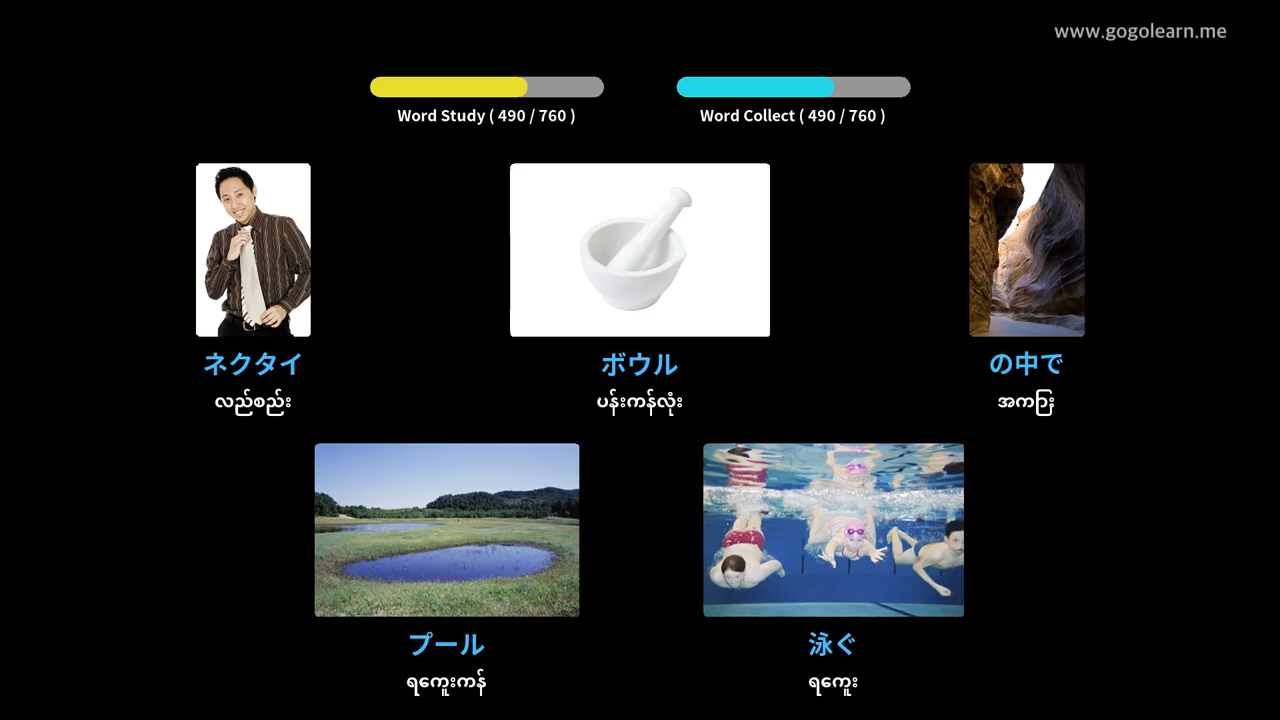 www.gogolearn.me
Word Study ( 490 / 760 )
Word Collect ( 490 / 760 )
ネクタイ
လည်စည်း
ボウル
ပန်းကန်လုံး
の中で
အကြား
プール
ရေကူးကန်
泳ぐ
ရေကူး